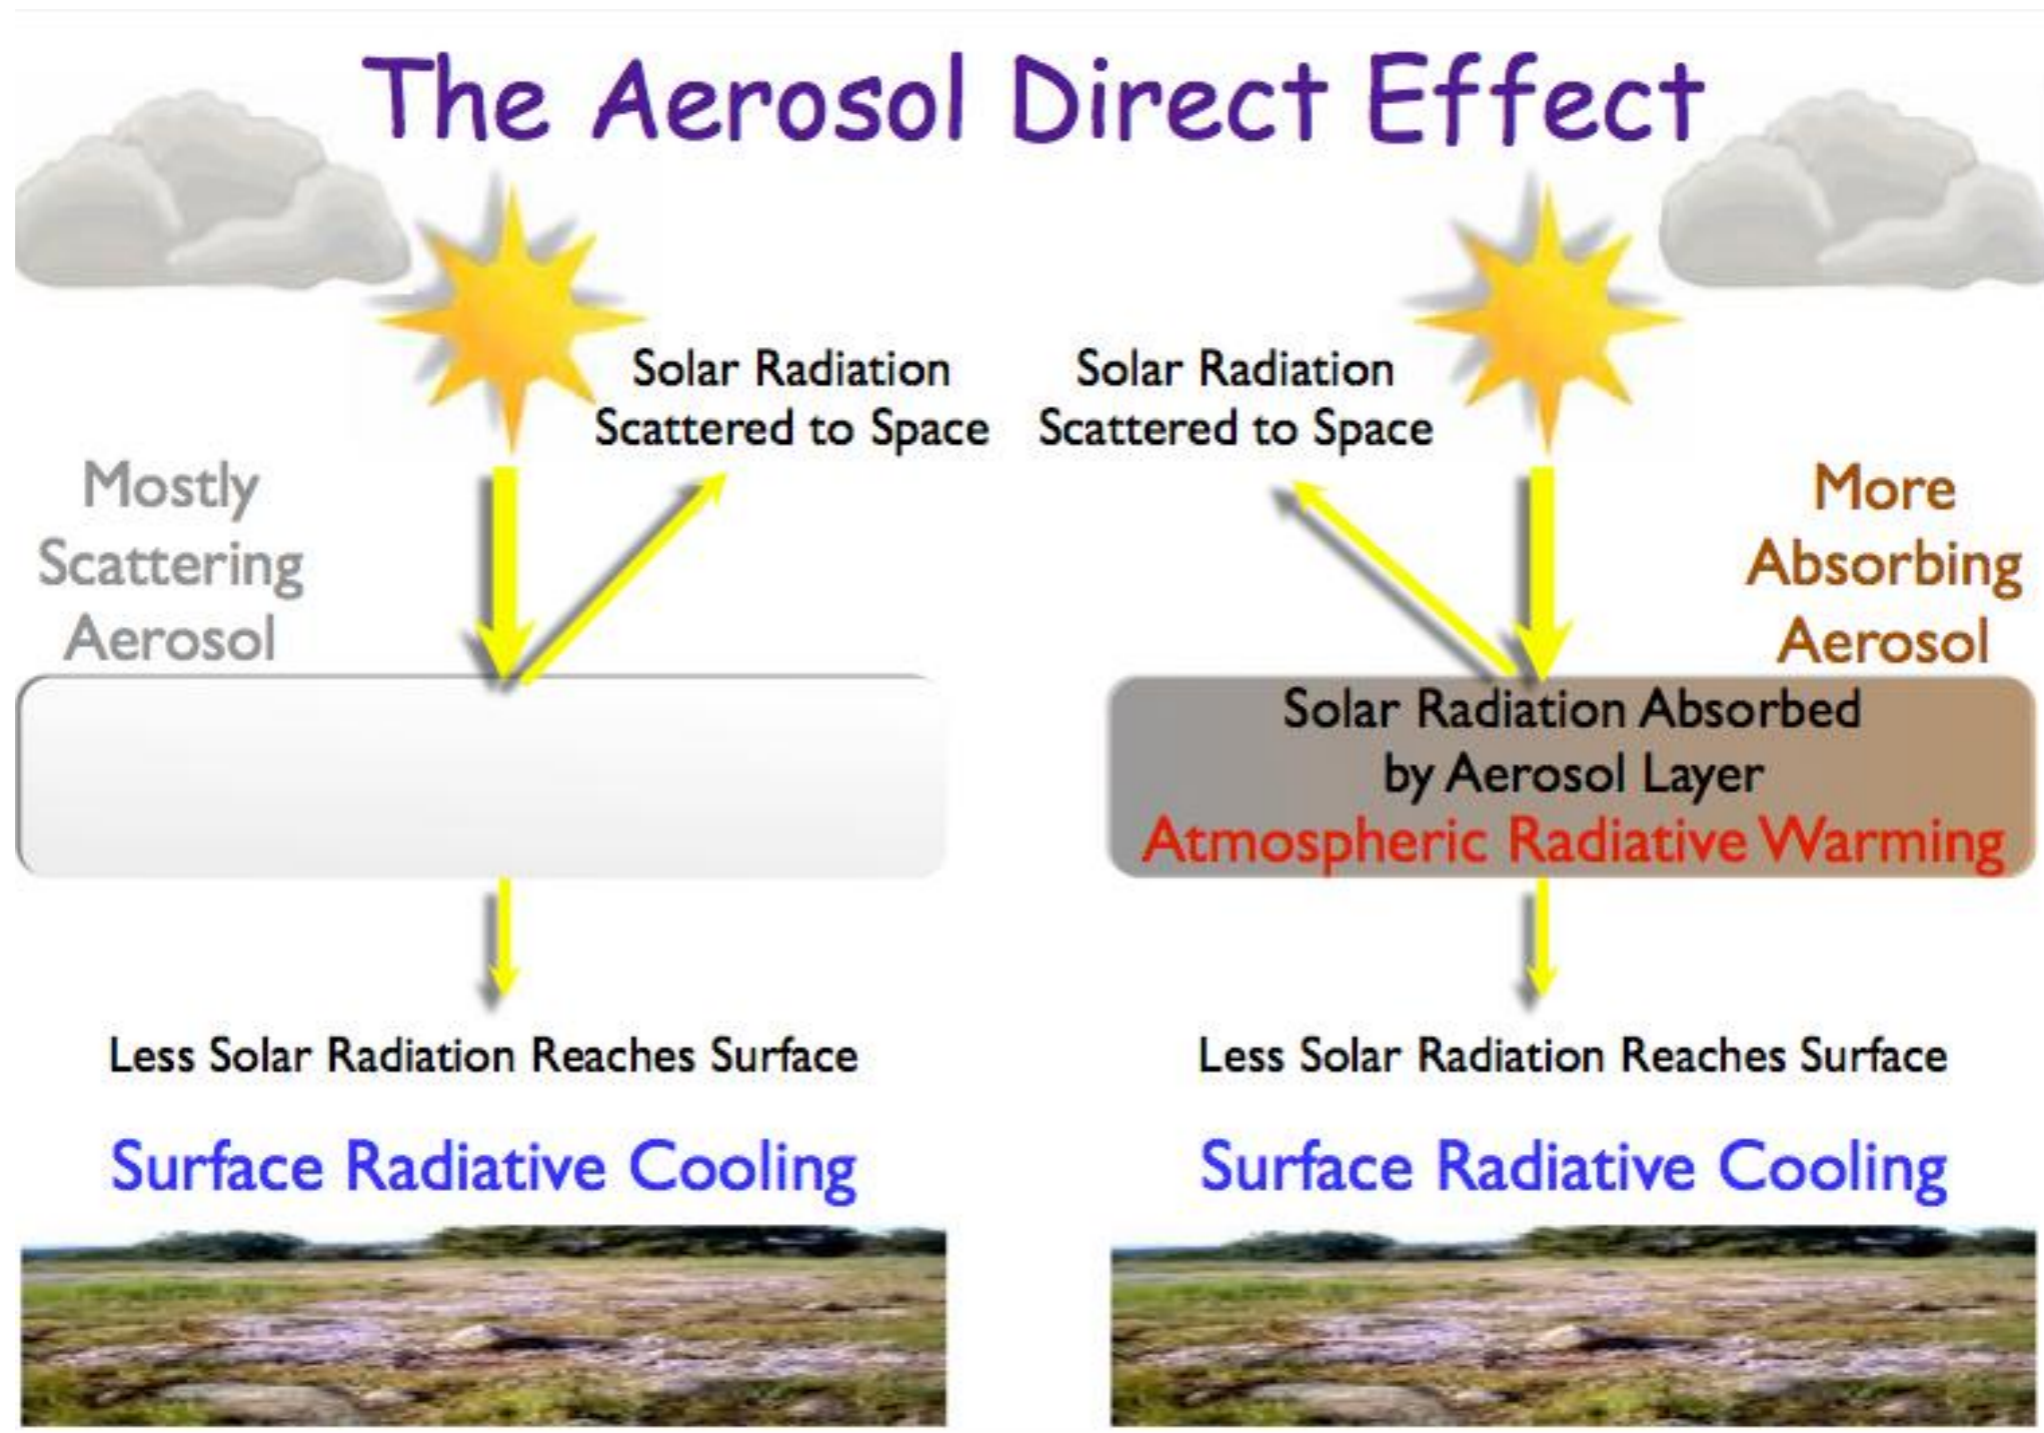 The Aerosol Direct Effect
Solar Radiation
Scattered to Space
Mostly
Scattering
Aerosol
Less Solar Radiation Reaches Surface
Surface Radiative Cooling
Solar Radiation
Scattered to Space
More
Absorbing
Aerosol
Solar Radiation Absorbed
by Aerosol Layer
Atmospheric Radiative Warming
Less Solar Radiation Reaches Surface
Surface Radiative Cooling